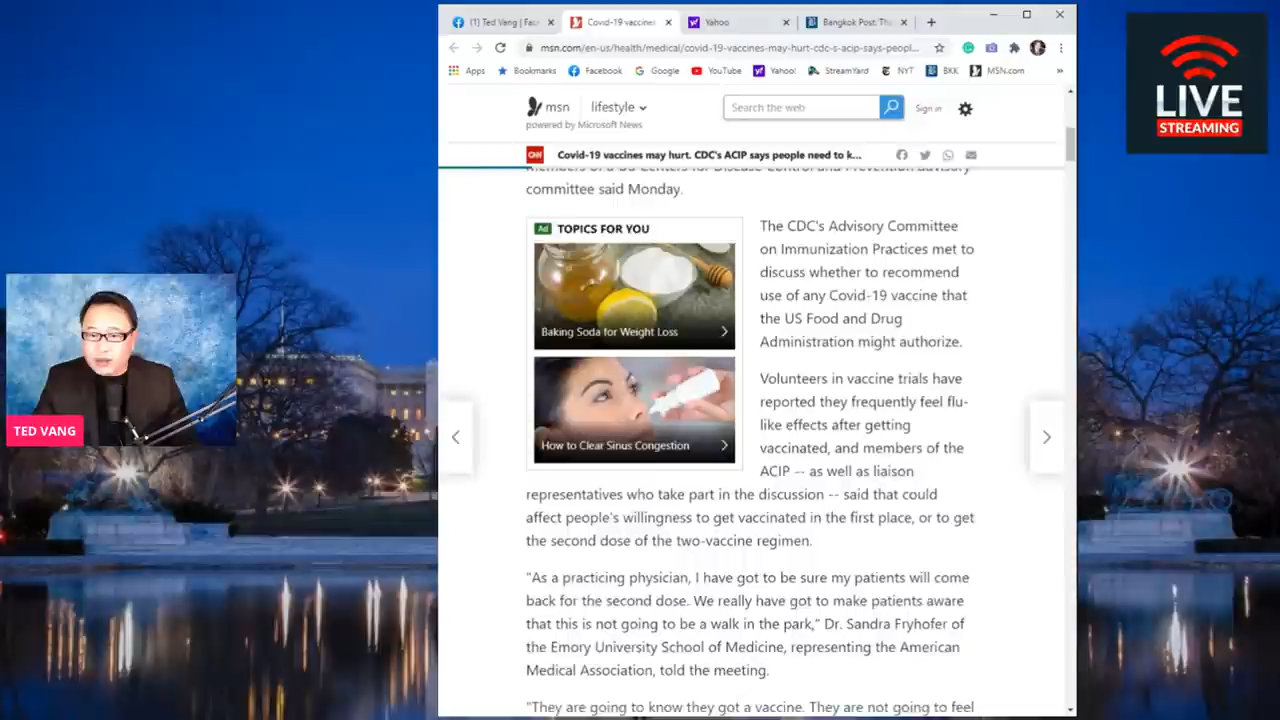 (1) Ted Vang | Fac
Covid-19 vaccines
Yahoo
Bangkok Post. Th
msn.com/en-us/health/medical/covid-19-vaccines-may-hurt-cdc-s-acip-says-peopl...
Apps
Bookmarks
Facebook
Google
YouTube
Yahoo!
StreamYard
NYT
BKK
MSN.com
»
msn
lifestyle
powered by Microsoft News
Search the web
Sign in
CNN
Covid-19 vaccines may hurt. CDC's ACIP says people need to k...
members of a US Centers for Disease Control and Prevention advisory
committee said Monday.
Ad TOPICS FOR YOU
Baking Soda for Weight Loss
How to Clear Sinus Congestion
The CDC's Advisory Committee
on Immunization Practices met to
discuss whether to recommend
use of any Covid-19 vaccine that
the US Food and Drug
Administration might authorize.
Volunteers in vaccine trials have
reported they frequently feel flu-
like effects after getting
vaccinated, and members of the
ACIP -- as well as liaison
representatives who take part in the discussion -- said that could
affect people's willingness to get vaccinated in the first place, or to get
the second dose of the two-vaccine regimen.
"As a practicing physician, I have got to be sure my patients will come
back for the second dose. We really have got to make patients aware
that this is not going to be a walk in the park," Dr. Sandra Fryhofer of
the Emory University School of Medicine, representing the American
Medical Association, told the meeting.
"They are going to know they got a vaccine. They are not going to feel
TED VANG
LIVE
STREAMING